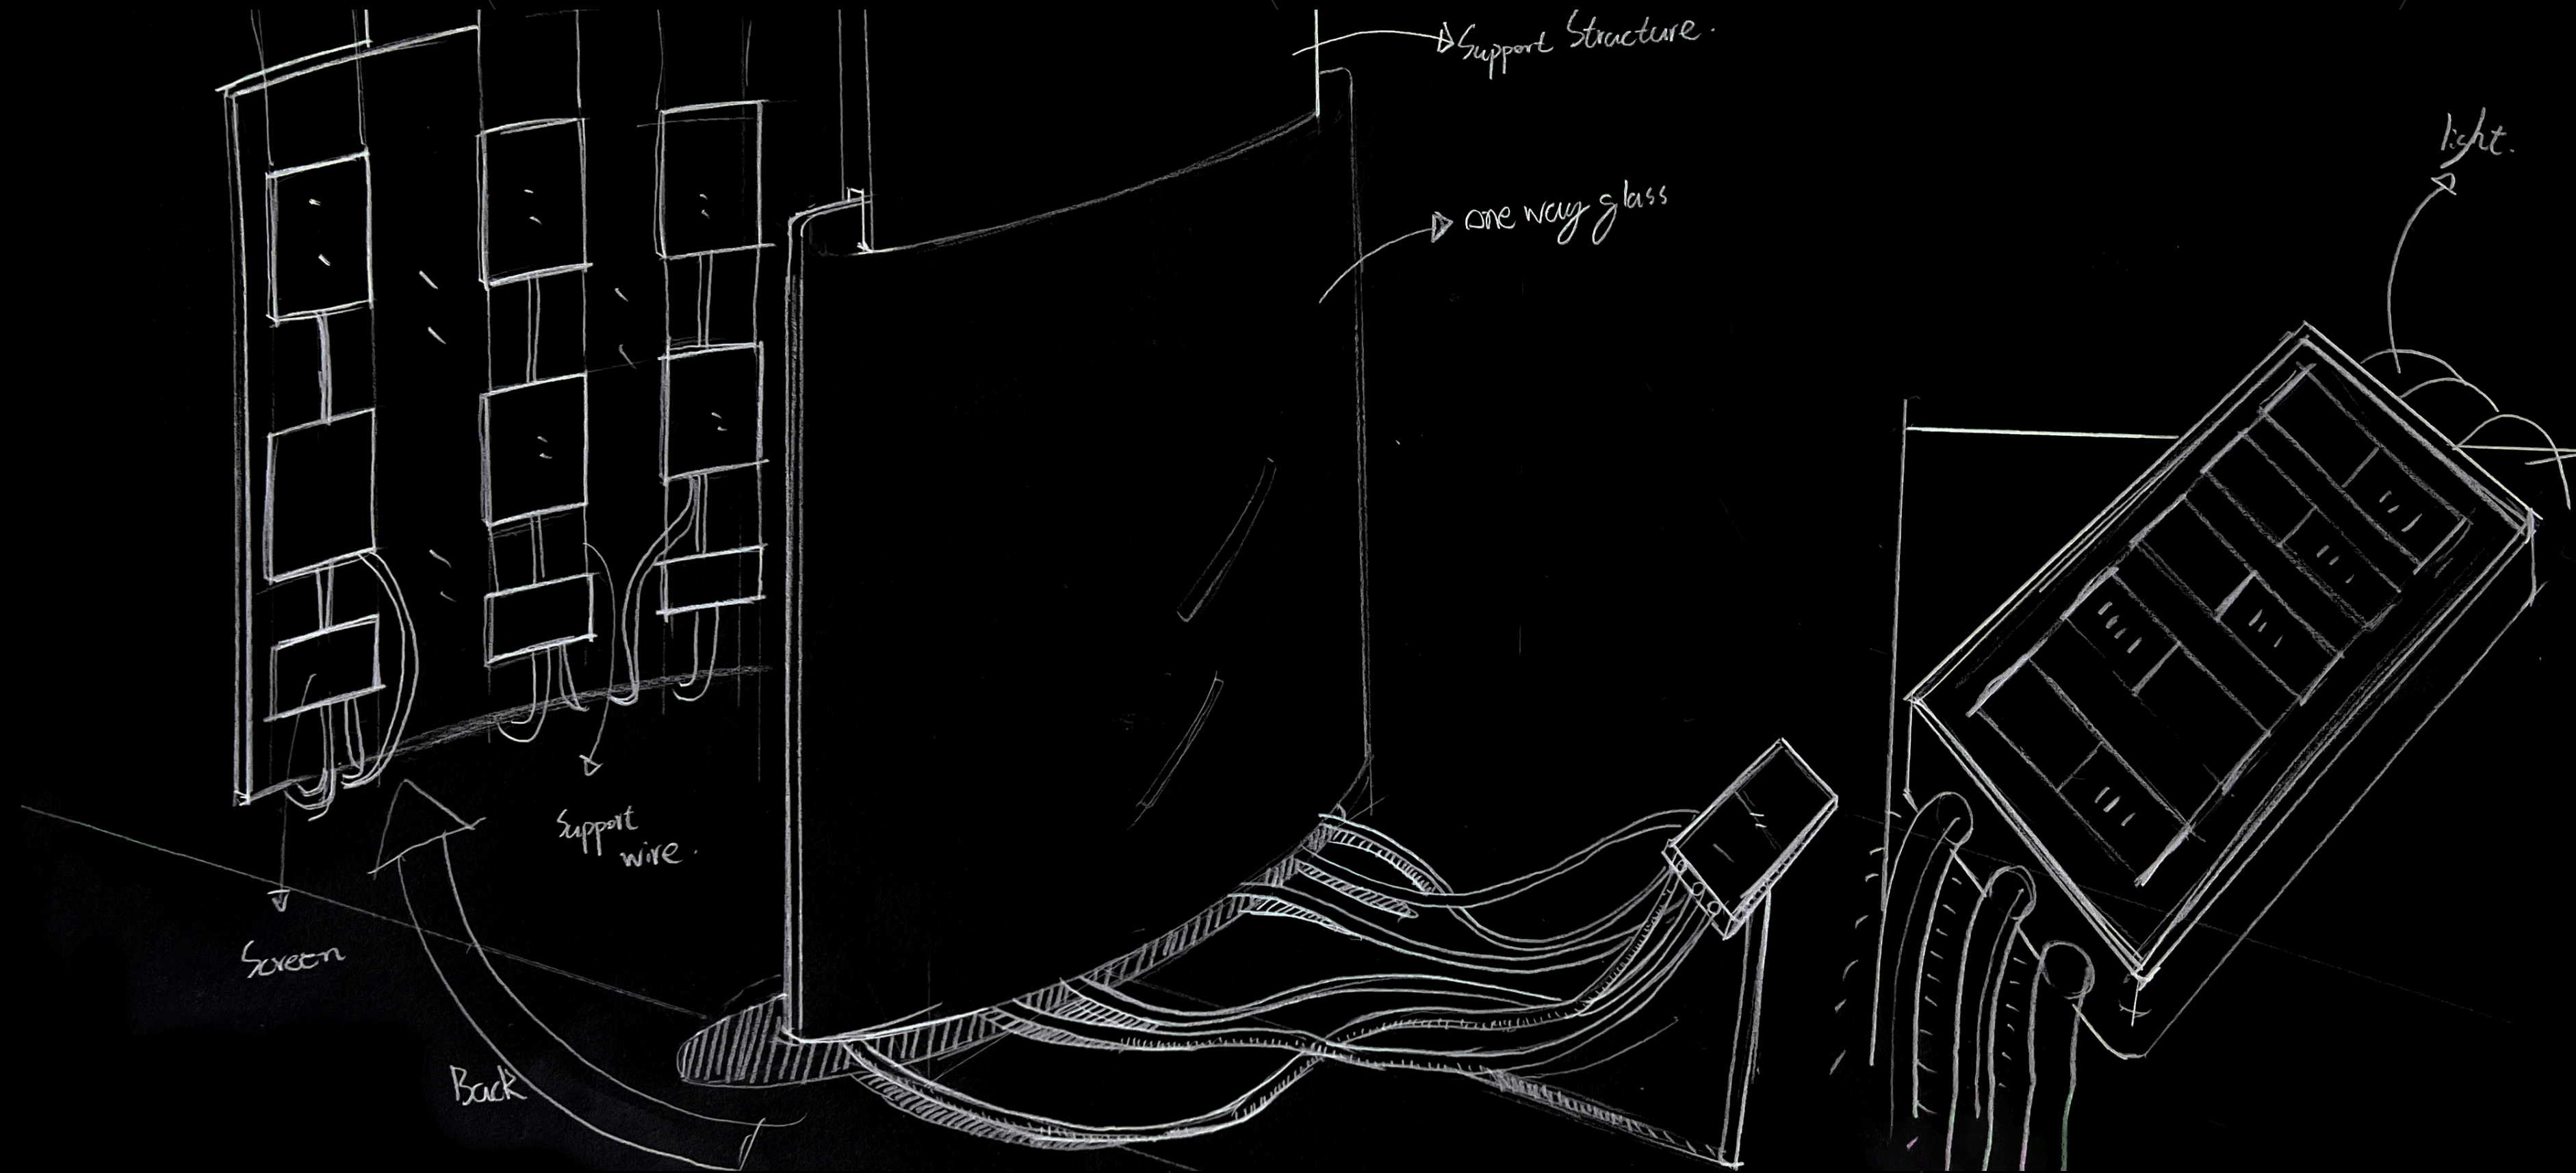 Support Structure.
light.
one way glass
Support
wire.
Screen
Back